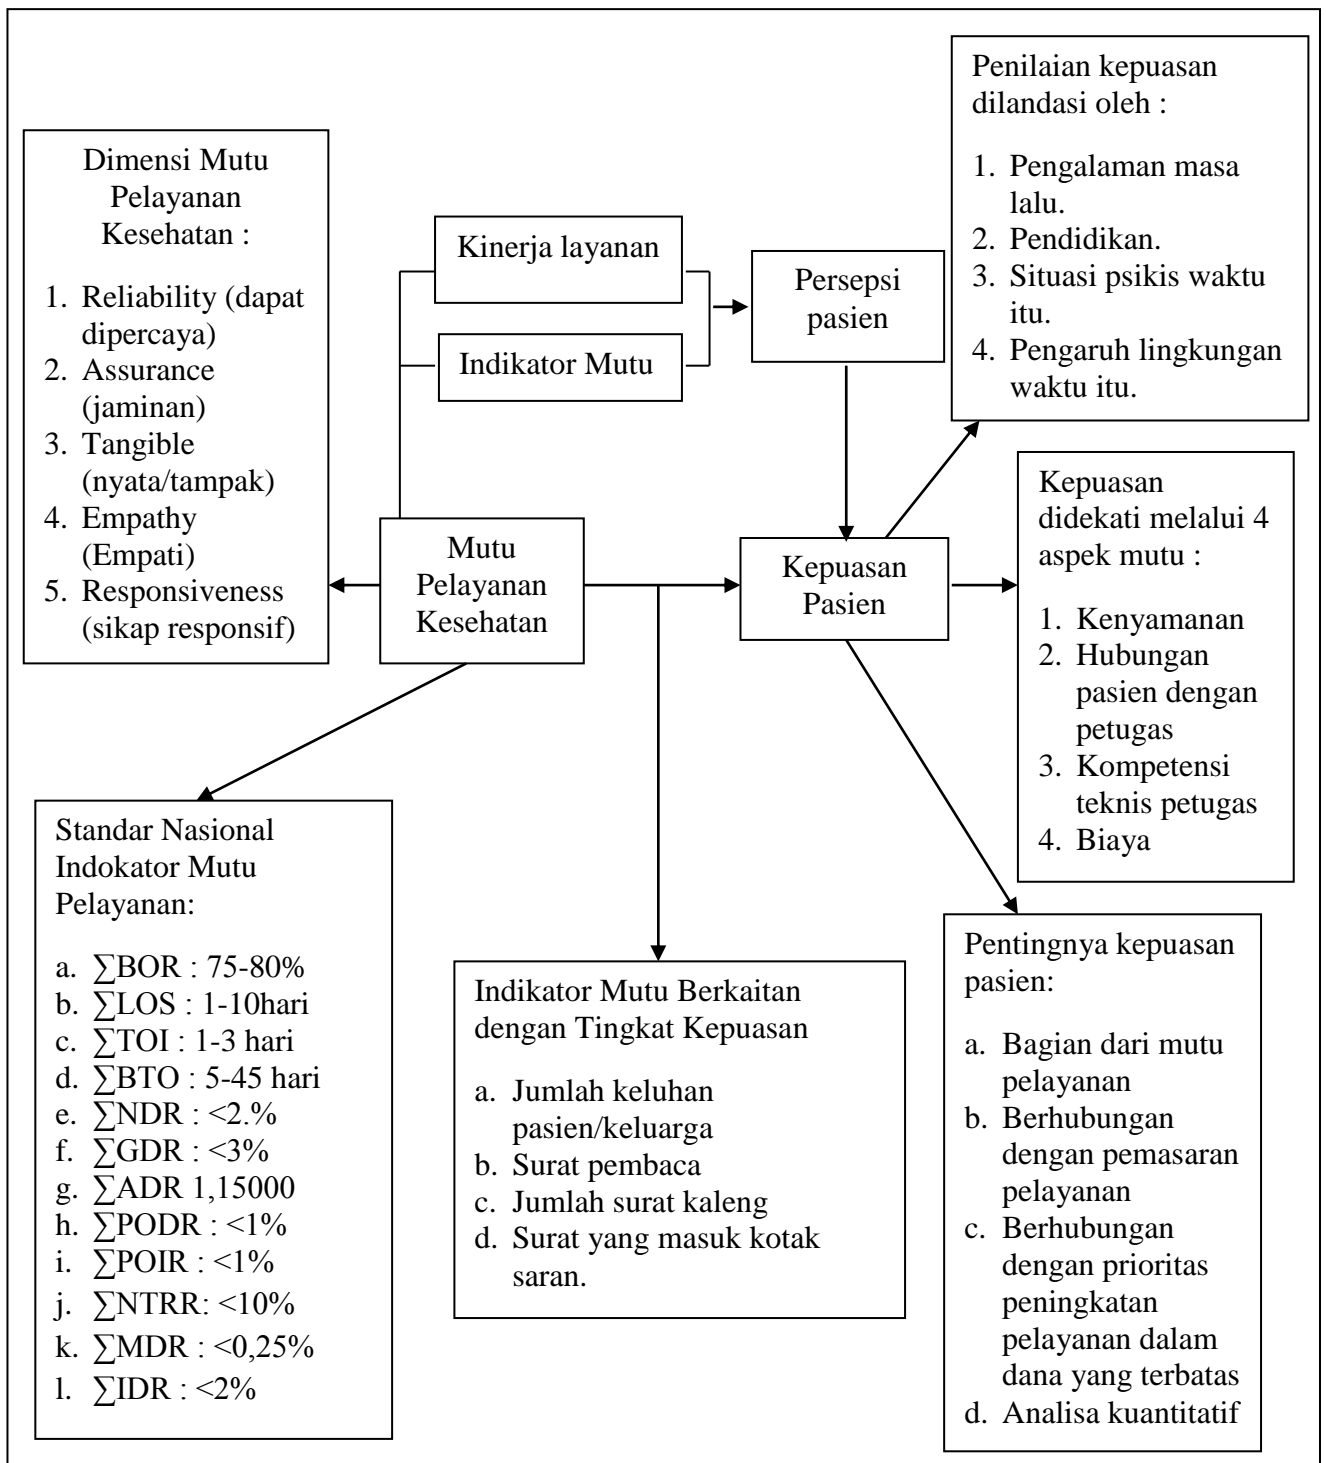 Penilaian kepuasan
dilandasi oleh :
1. Pengalaman masa
lalu.
2. Pendidikan.
3. Situasi psikis waktu
itu.
4. Pengaruh lingkungan
waktu itu.
Dimensi Mutu
Pelayanan
Kesehatan :
1. Reliability (dapat
dipercaya)
2. Assurance
(jaminan)
3. Tangible
(nyata/tampak)
4. Empathy
(Empati)
5. Responsiveness
(sikap responsif)
Kinerja layanan
Indikator Mutu
Persepsi
pasien
Mutu
Pelayanan
Kesehatan
Kepuasan
Pasien
Kepuasan
didekati melalui 4
aspek mutu :
1. Kenyamanan
2. Hubungan
pasien dengan
petugas
3. Kompetensi
teknis petugas
4. Biaya
Standar Nasional
Indokator Mutu
Pelayanan:
a. ∑BOR : 75-80%
b. ∑LOS : 1-10hari
c. ∑TOI : 1-3 hari
d. ∑BTO : 5-45 hari
e. ∑NDR : <2.%
f. ∑GDR : <3%
g. ∑ADR 1,15000
h. ∑PODR : <1%
i. ∑POIR : <1%
j. ∑NTRR: <10%
k. ∑MDR : <0,25%
l. ∑IDR : <2%
Indikator Mutu Berkaitan
dengan Tingkat Kepuasan
a. Jumlah keluhan
pasien/keluarga
b. Surat pembaca
c. Jumlah surat kaleng
d. Surat yang masuk kotak
saran.
Pentingnya kepuasan
pasien:
a. Bagian dari mutu
pelayanan
b. Berhubungan
dengan pemasaran
pelayanan
c. Berhubungan
dengan prioritas
peningkatan
pelayanan dalam
dana yang terbatas
d. Analisa kuantitatif